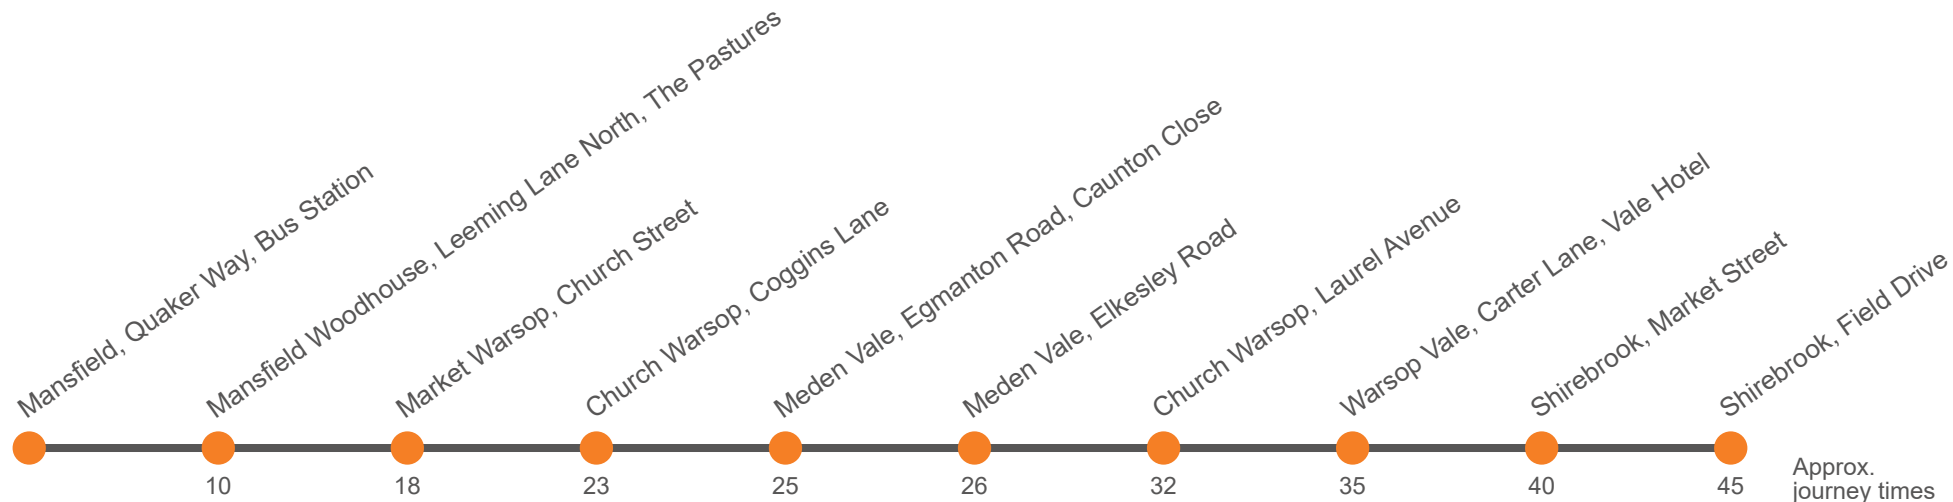 Mansfield, Quaker Way, Bus Station
Mansfield Woodhouse, Leeming Lane North, The Pastures
Market Warsop, Church Street
Church Warsop, Coggins Lane
Meden Vale, Egmanton Road, Caunton Close
Meden Vale, Elkesley Road
Church Warsop, Laurel Avenue
Warsop Vale, Carter Lane, Vale Hotel
Shirebrook, Market Street
Shirebrook, Field Drive
10
18
23
25
26
32
35
40
45
Approx.
journey times